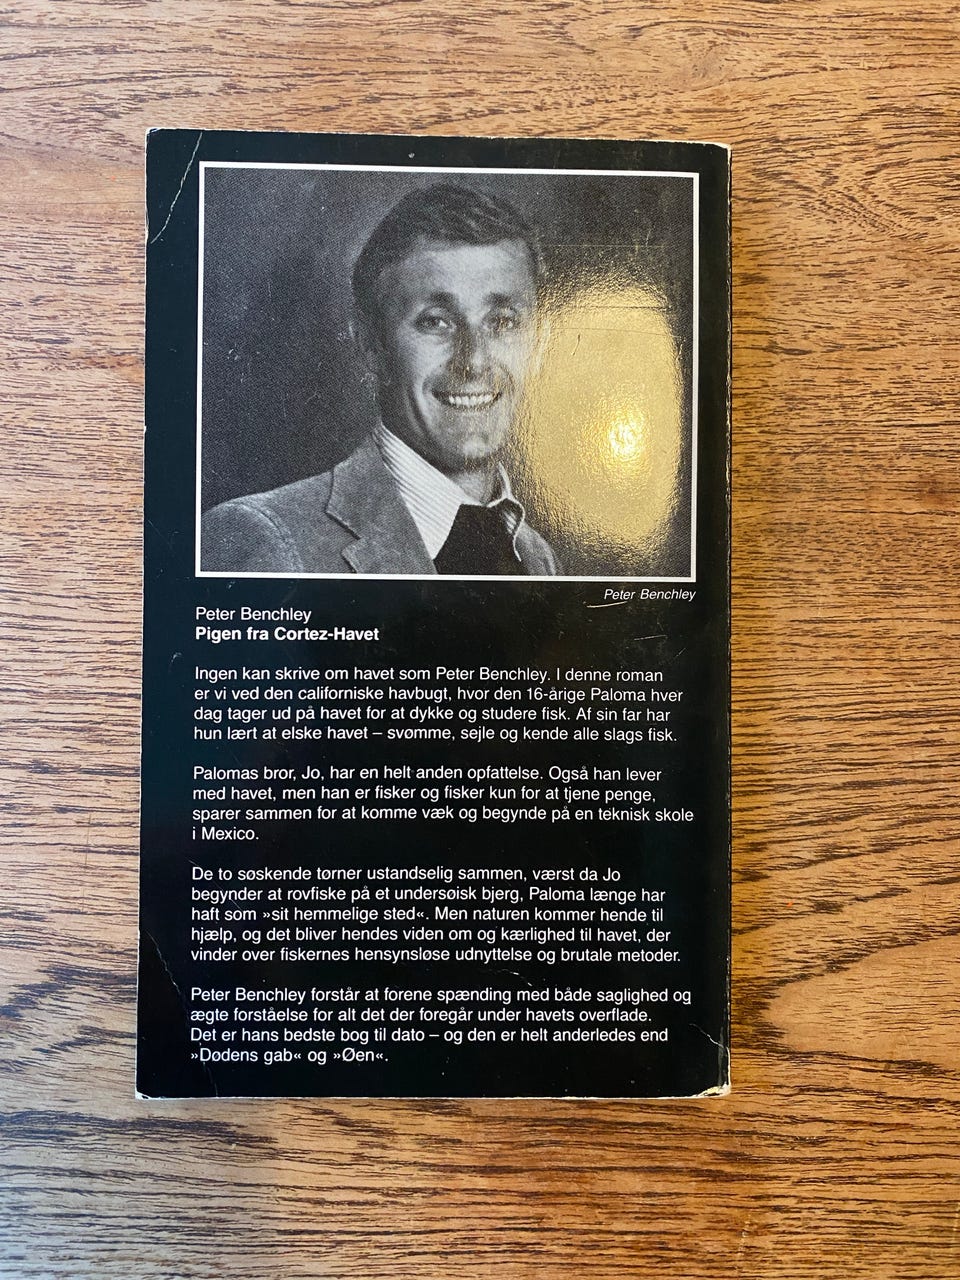 Peter Benchley
Peter Benchley
Pigen fra Cortez-Havet
Ingen kan skrive om havet som Peter Benchley. I denne roman
er vi ved den californiske havbugt, hvor den 16-årige Paloma hver
dag tager ud på havet for at dykke og studere fisk. Af sin far har
hun lært at elske havet – svømme, sejle og kende alle slags fisk.
Palomas bror, Jo, har en helt anden opfattelse. Også han lever
med havet, men han er fisker og fisker kun for at tjene penge,
sparer sammen for at komme væk og begynde på en teknisk skole
i Mexico.
De to søskende tørner ustandselig sammen, værst da Jo
begynder at rovfiske på et undersøisk bjerg, Paloma længe har
haft som »sit hemmelige sted«. Men naturen kommer hende til
hjælp, og det bliver hendes viden om og kærlighed til havet, der
vinder over fiskernes hensynsløse udnyttelse og brutale metoder.
Peter Benchley forstår at forene spænding med både saglighed og
ægte forståelse for alt det der foregår under havets overflade.
Det er hans bedste bog til dato – og den er helt anderledes end
»Dødens gab« og »Øen«.